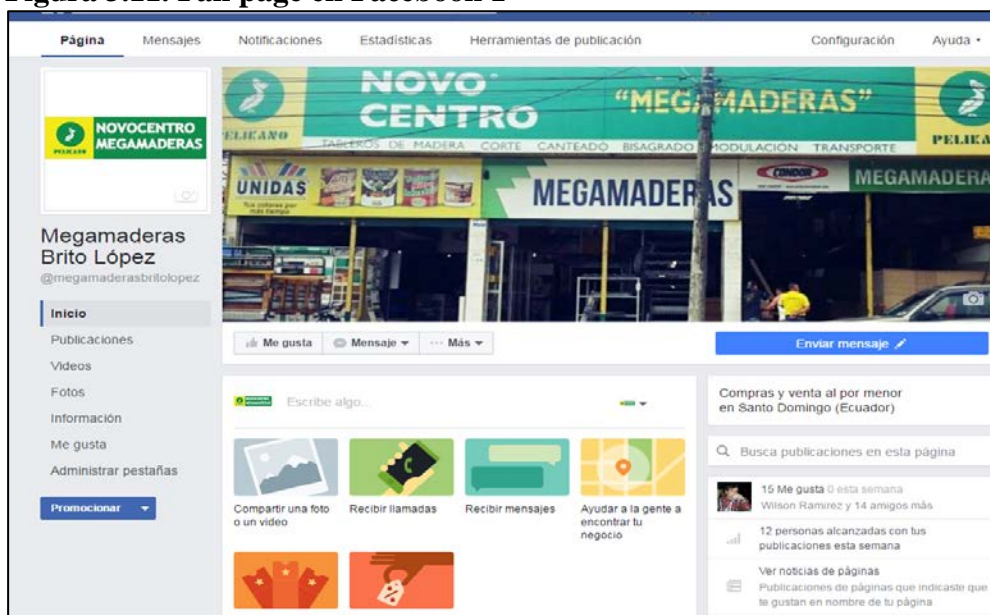 Página Mensajes Notificaciones Estadísticas Herramientas de publicación Configuración Ayuda
NOVOCENTRO
MEGAMADERAS
PELIKANO
NOVO
CENTRO
"MEGAMADERAS"
PELIKANO
TABLEROS DE MADERA CORTE CANTEADO BISAGRADO MODULACIÓN TRANSPORTE
UNIDAS
Tus colores por
más tiempo
MEGAMADERAS
CONDOR
MEGAMADERA
Megamaderas
Brito López
@megamaderasbritolopez
Inicio
Publicaciones
Videos
Fotos
Información
Me gusta
Administrar pestañas
Promocionar
Me gusta Mensaje Más
Enviar mensaje
Escribe algo...
Compartir una foto
o un video
Recibir llamadas
Recibir mensajes
Ayudar a la gente a
encontrar tu
negocio
Compras y venta al por menor
en Santo Domingo (Ecuador)
Busca publicaciones en esta página
15 Me gusta 0 esta semana
Wilson Ramirez y 14 amigos más
12 personas alcanzadas con tus
publicaciones esta semana
Ver noticias de páginas
Publicaciones de páginas que indicaste que
te gustan en nombre de tu página